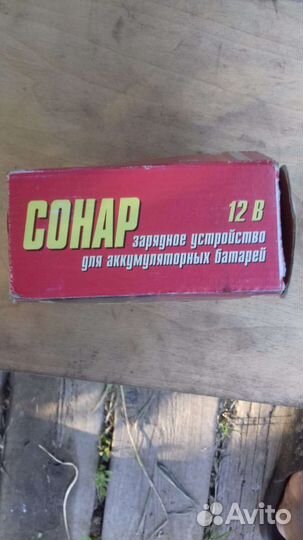 СОНАР
12 В
зарядное устройство
для аккумуляторных батарей
Avito